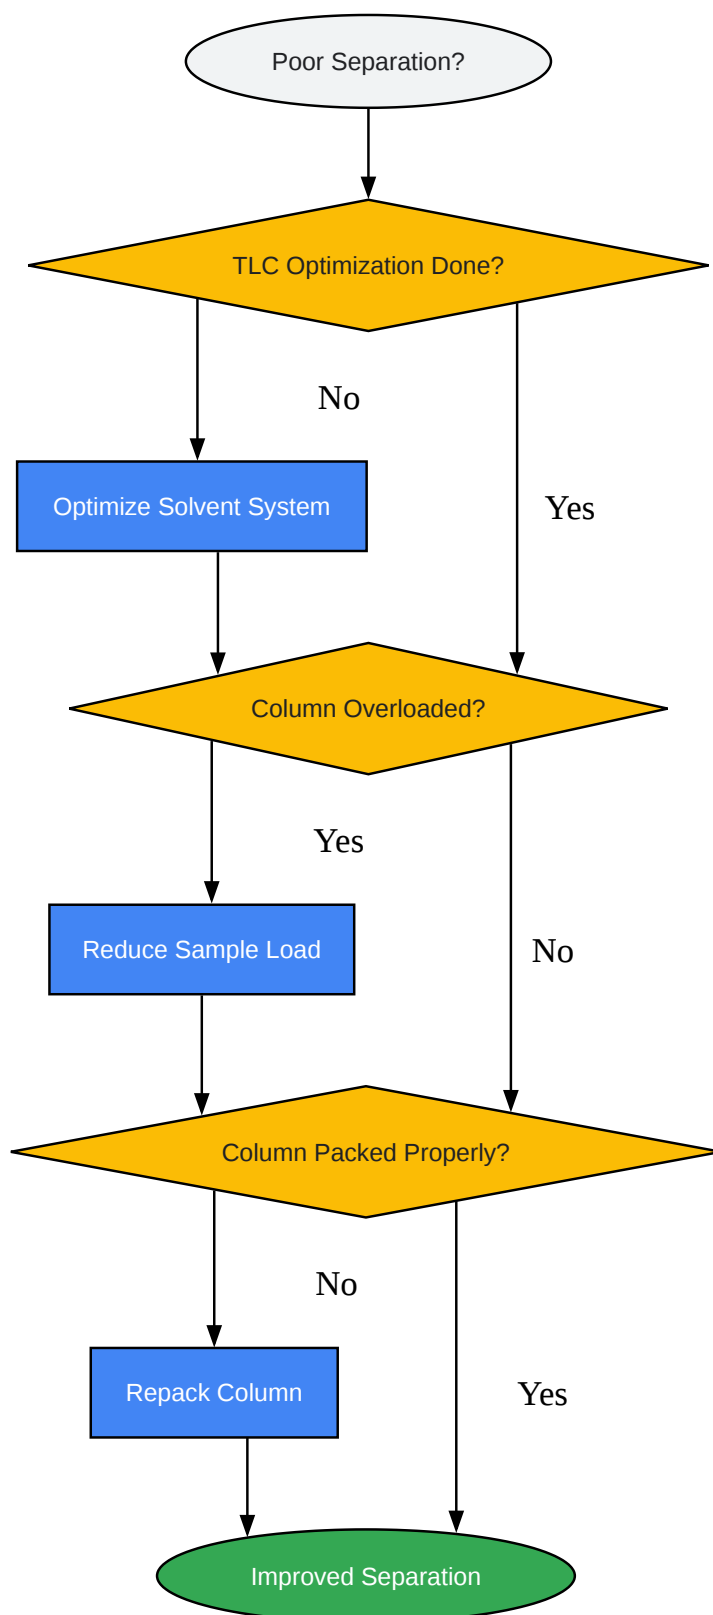 Poor Separation?
TLC Optimization Done?
No
Optimize Solvent System
Yes
Column Overloaded?
Yes
Reduce Sample Load
No
Column Packed Properly?
No
Repack Column
Yes
Improved Separation